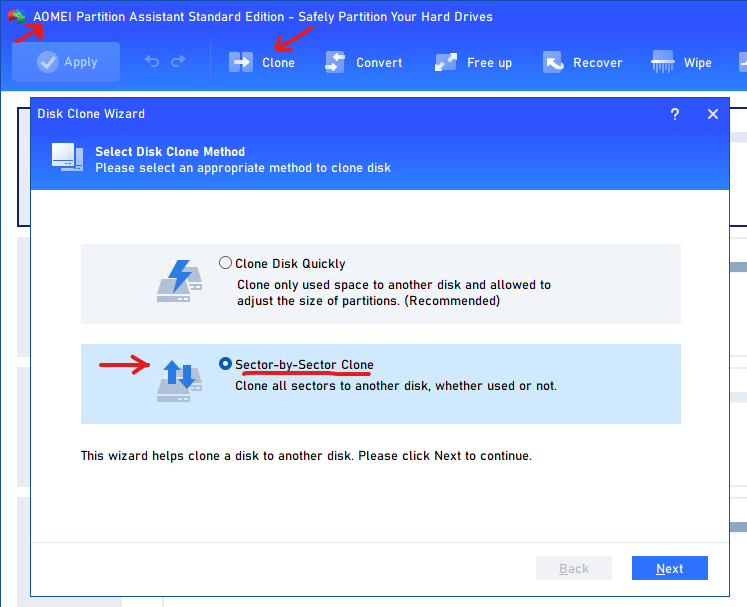 AOMEI Partition Assistant Standard Edition - Safely Partition Your Hard Drives
Apply Clone Convert Free up Recover Wipe
Disk Clone Wizard ?
Select Disk Clone Method
Please select an appropriate method to clone disk
Clone Disk Quickly
Clone only used space to another disk and allowed to
adjust the size of partitions. (Recommended)
Sector-by-Sector Clone
Clone all sectors to another disk, whether used or not.
This wizard helps clone a disk to another disk. Please click Next to continue.
Back Next